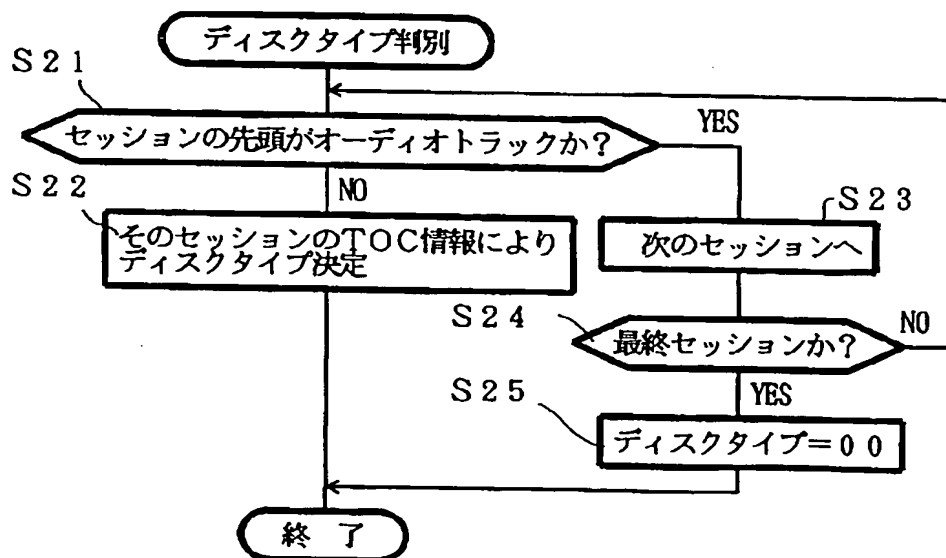 ディスクタイプ判別
S21
セッションの先頭がオーディオトラックか?
YES
S22
NO
S23
そのセッションのTOC情報により
ディスクタイプ決定
次のセッションへ
S24
最終セッションか?
NO
YES
S25
ディスクタイプ=00
終 了